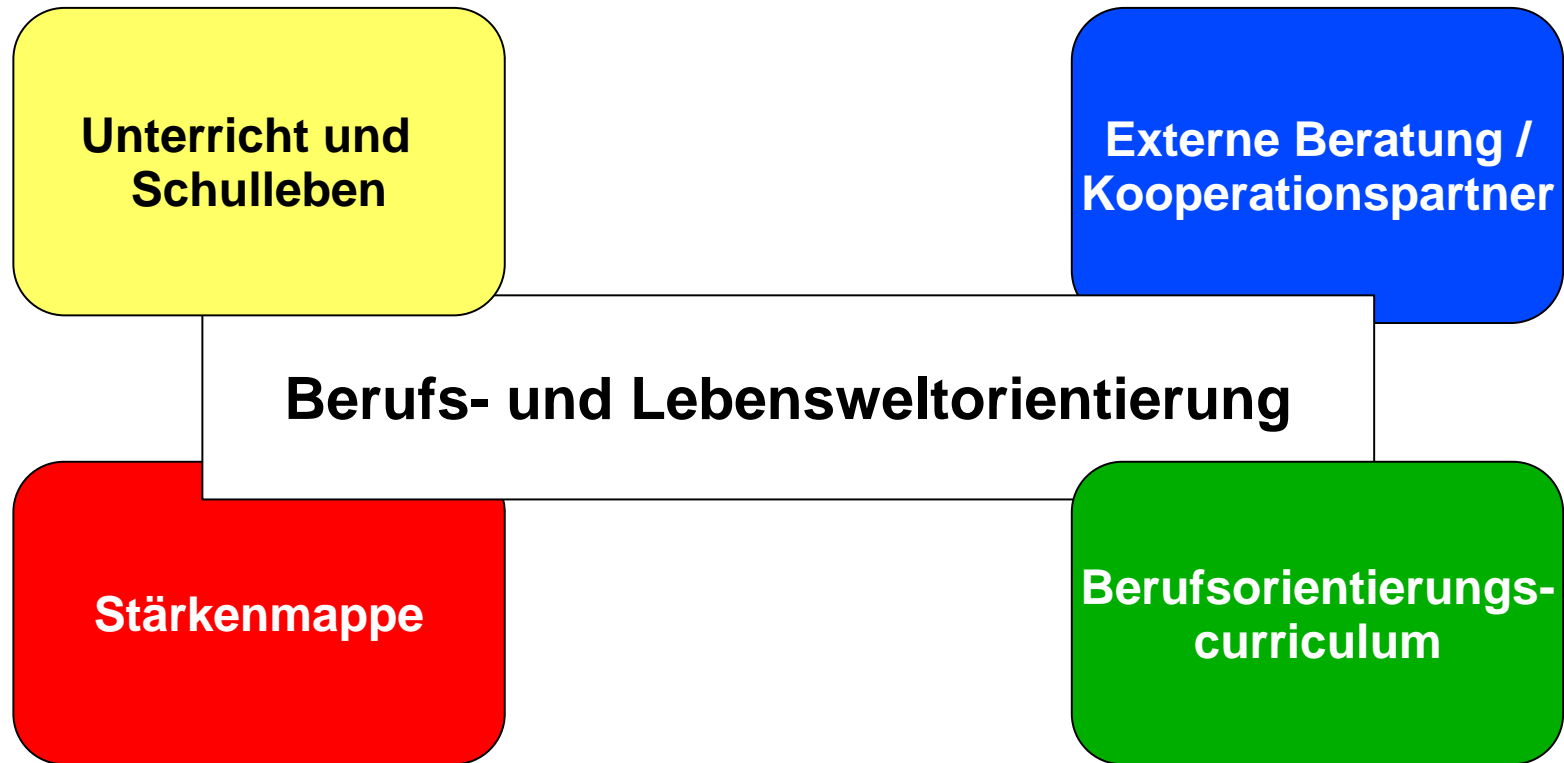 Unterricht und
Schulleben
Externe Beratung /
Kooperationspartner
Berufs- und Lebensweltorientierung
Stärkenmappe
Berufsorientierungs-
curriculum